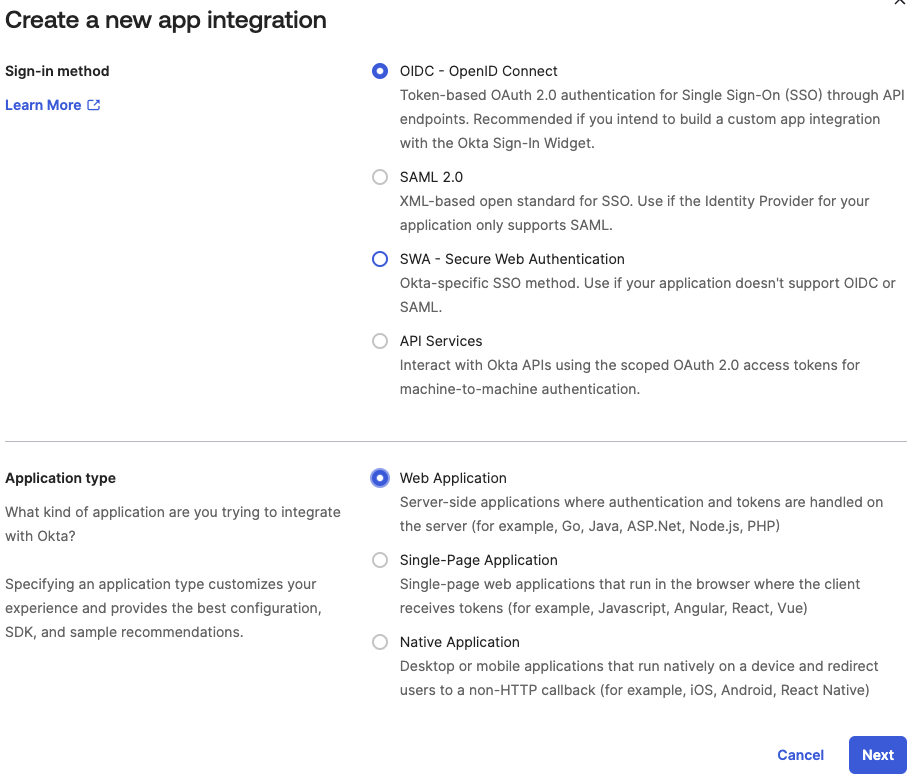 Create a new app integration
Sign-in method
Learn More
OIDC - OpenID Connect
Token-based OAuth 2.0 authentication for Single Sign-On (SSO) through API
endpoints. Recommended if you intend to build a custom app integration
with the Okta Sign-In Widget.
SAML 2.0
XML-based open standard for SSO. Use if the Identity Provider for your
application only supports SAML.
SWA - Secure Web Authentication
Okta-specific SSO method. Use if your application doesn't support OIDC or
SAML.
API Services
Interact with Okta APIs using the scoped OAuth 2.0 access tokens for
machine-to-machine authentication.
Application type
What kind of application are you trying to integrate
with Okta?
Specifying an application type customizes your
experience and provides the best configuration,
SDK, and sample recommendations.
Web Application
Server-side applications where authentication and tokens are handled on
the server (for example, Go, Java, ASP.Net, Node.js, PHP)
Single-Page Application
Single-page web applications that run in the browser where the client
receives tokens (for example, Javascript, Angular, React, Vue)
Native Application
Desktop or mobile applications that run natively on a device and redirect
users to a non-HTTP callback (for example, iOS, Android, React Native)
Cancel
Next